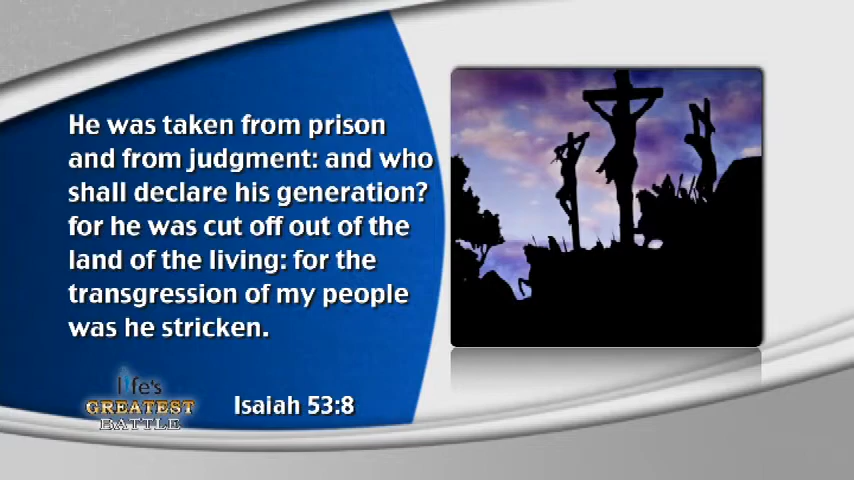 He was taken from prison
and from judgment: and who
shall declare his generation?
for he was cut off out of the
land of the living: for the
transgression of my people
was he stricken.
life's
GREATEST
BATTLE
Isaiah 53:8